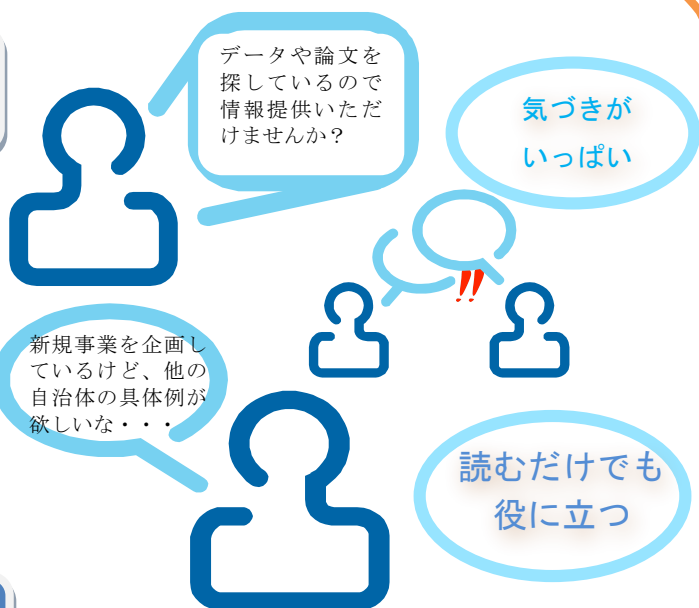 データや論文を
探しているので
情報提供いただ
けませんか？
気づきが
いっぱい
!!
新規事業を企画し
ているけど、他の
自治体の具体例が
欲しいな・・・
読むだけでも
役に立つ